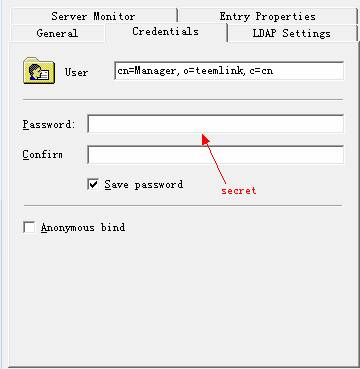 Server Monitor Entry Properties
General Credentials LDAP Settings
User cn=Manager,o=teemlink,c=cn
Password:
Confirm
Save password
secret
Anonymous bind